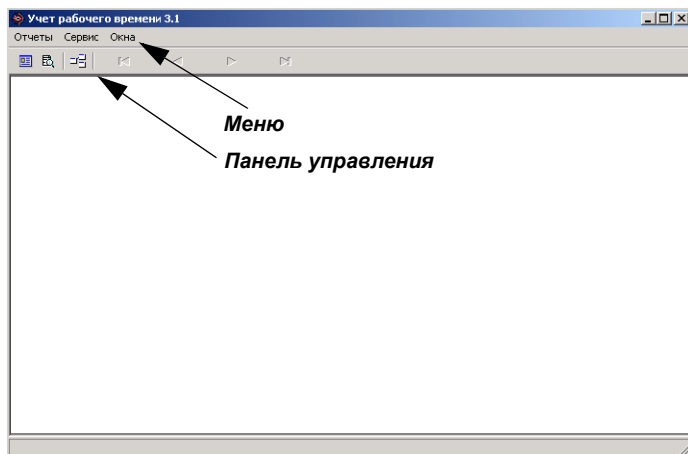 Учет рабочего времени 3.1
Отчеты Сервис Окна
Меню
Панель управления